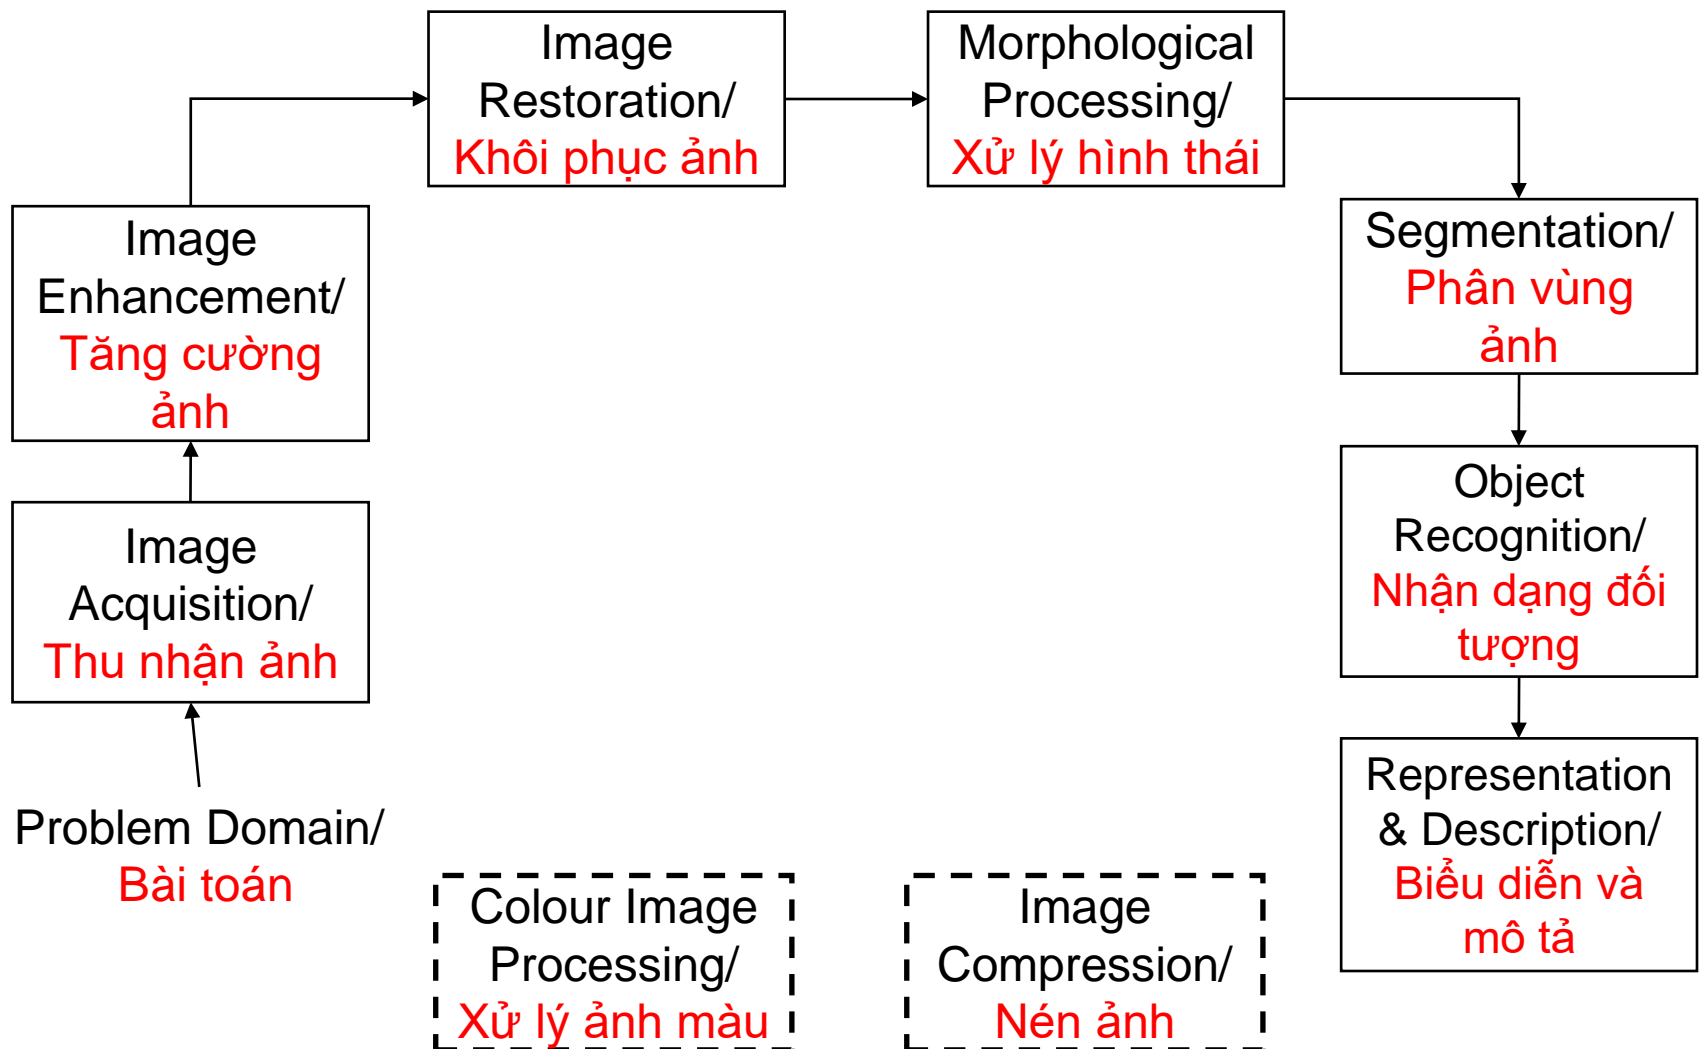 Image
Restoration/
Khôi phục ảnh
Morphological
Processing/
Xử lý hình thái
Image
Enhancement/
Tăng cường
ảnh
Segmentation/
Phân vùng
ảnh
Image
Acquisition/
Thu nhận ảnh
Object
Recognition/
Nhận dạng đối
tượng
Problem Domain/
Bài toán
Representation
& Description/
Biểu diễn và
mô tả
Colour Image
Processing/
Xử lý ảnh màu
Image
Compression/
Nén ảnh